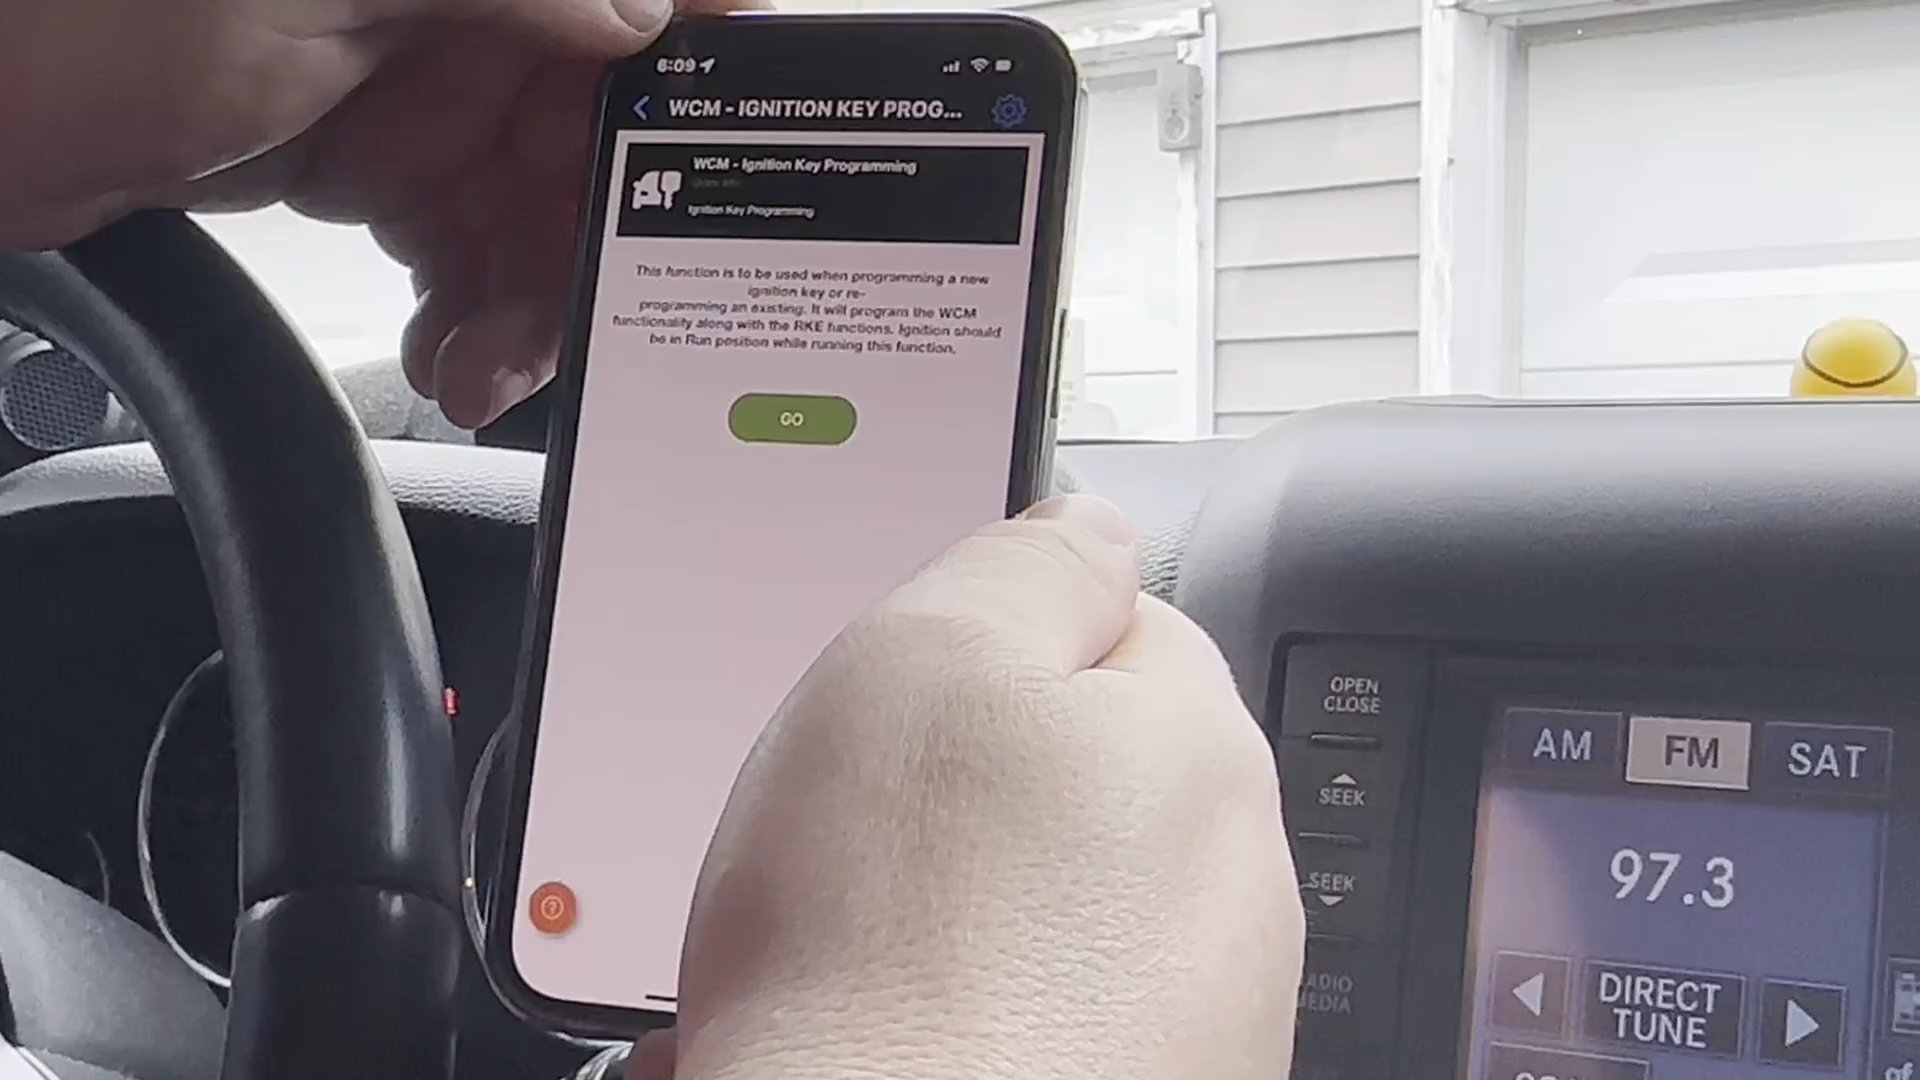 6:09
WCM - IGNITION KEY PROG...
WCM - Ignition Key Programming
Ignition Key Programming
This function is to be used when programming a new
ignition key or re-
programming an existing. It will program the WCM
functionality along with the RKE functions. Ignition should
be in Run position while running this function.
GO
?
OPEN
CLOSE
SEEK
SEEK
AM
FM
SAT
97.3
DIRECT
TUNE
of